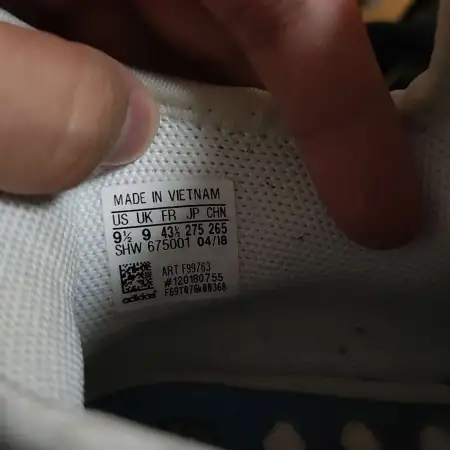 MADE IN VIETNAM
US UK FR JP CHN
9½ 9 43⅓ 275 265
SHW 675001 04/18
ART F99763
#120180755
adidas